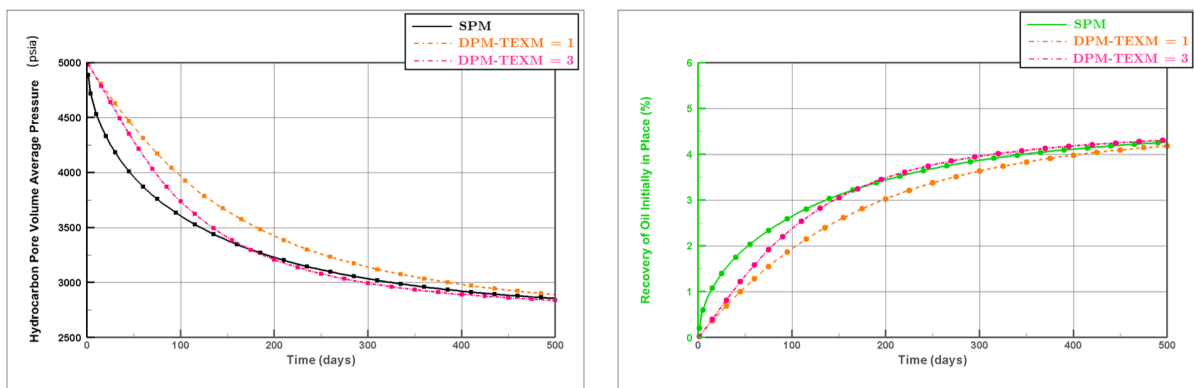 SPM
DPM-TEXM = 1
DPM-TEXM = 3
Hydrocarbon Pore Volume Average Pressure (psia)
5000
4500
4000
3500
3000
2500
0
100
200
300
400
500
Time (days)
SPM
DPM-TEXM = 1
DPM-TEXM = 3
Recovery of Oil Initially in Place (%)
6
5
4
3
2
1
0
0
100
200
300
400
500
Time (days)